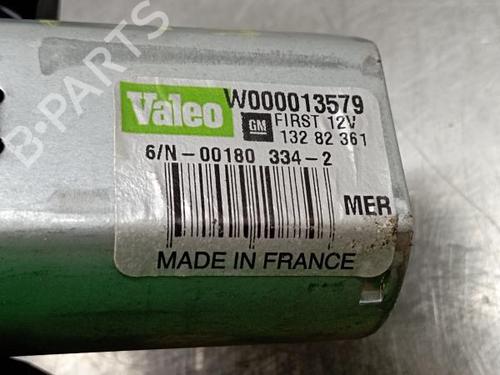 B-PARTS
Valeo W000013579
GM FIRST 12V
132 82 361
6/N-00180 334-2
MER
MADE IN FRANCE